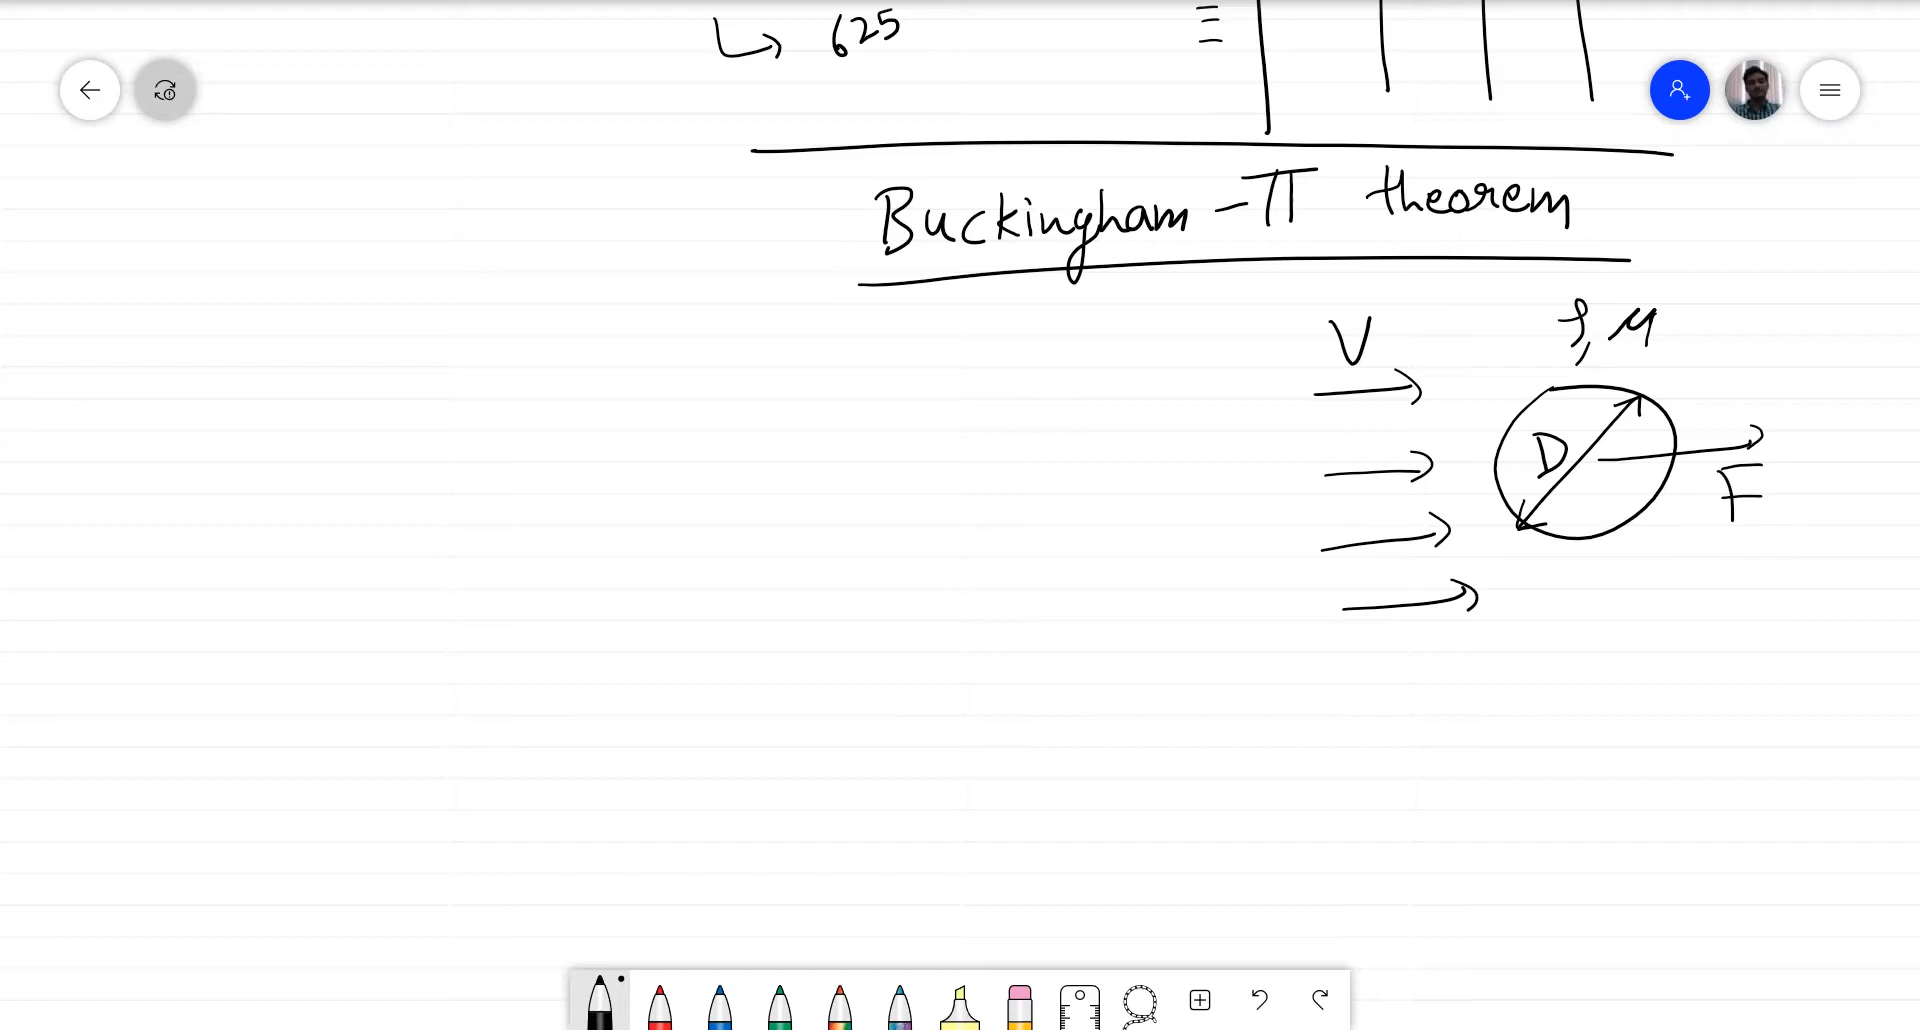 ↳ 625
Buckingham - π theorem
V
ρ, μ
D
F